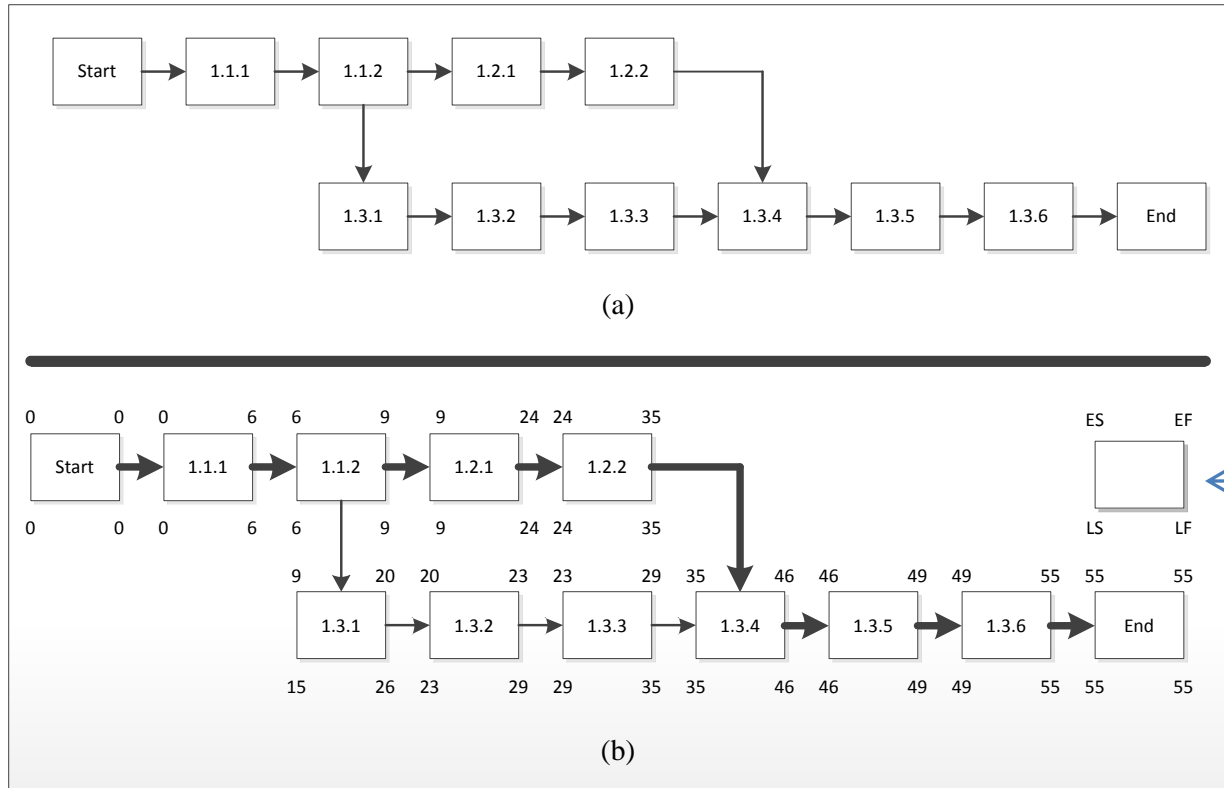 Start 1.1.1 1.1.2 1.2.1 1.2.2
1.3.1 1.3.2 1.3.3 1.3.4 1.3.5 1.3.6 End
(a)
0 0 0 6 6 9 9 24 24 35 ES EF
Start 1.1.1 1.1.2 1.2.1 1.2.2
0 0 0 6 6 9 9 24 24 35 LS LF
9 20 20 23 23 29 35 46 46 49 49 55 55 55
1.3.1 1.3.2 1.3.3 1.3.4 1.3.5 1.3.6 End
15 26 23 29 29 35 35 46 46 49 49 55 55 55
(b)